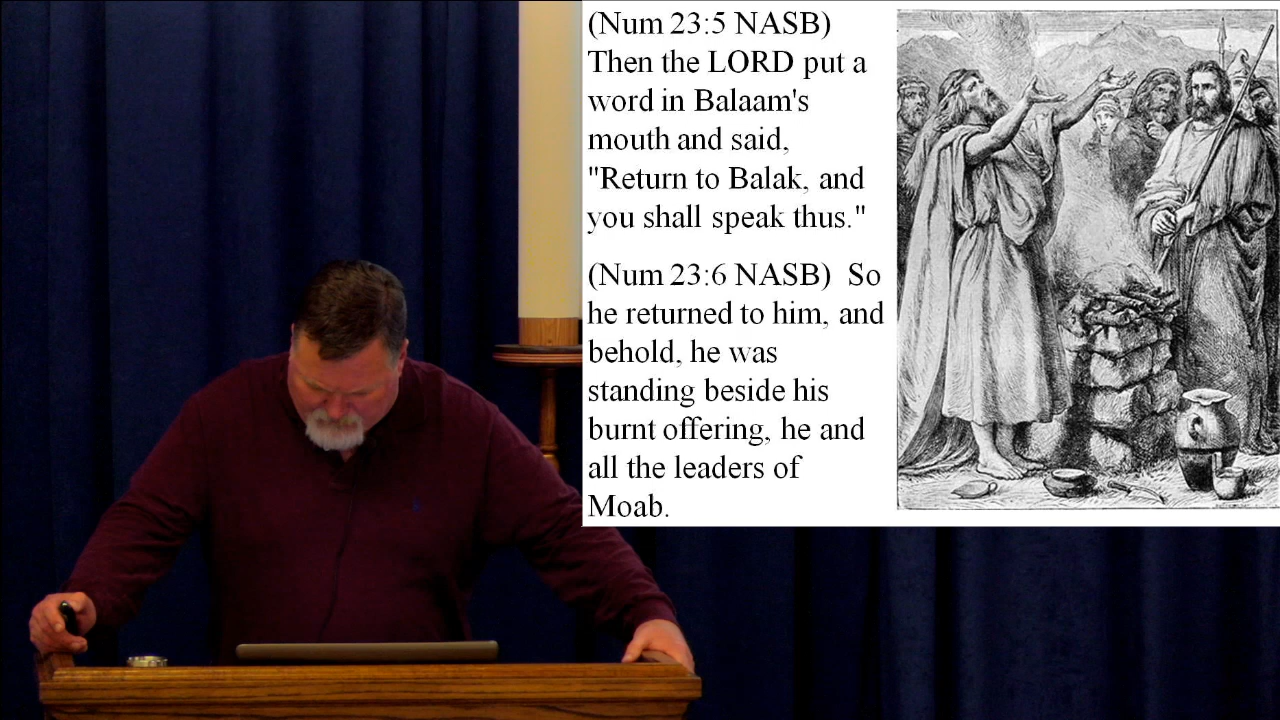 (Num 23:5 NASB)
Then the LORD put a
word in Balaam's
mouth and said,
"Return to Balak, and
you shall speak thus."
(Num 23:6 NASB)  So
he returned to him, and
behold, he was
standing beside his
burnt offering, he and
all the leaders of
Moab.